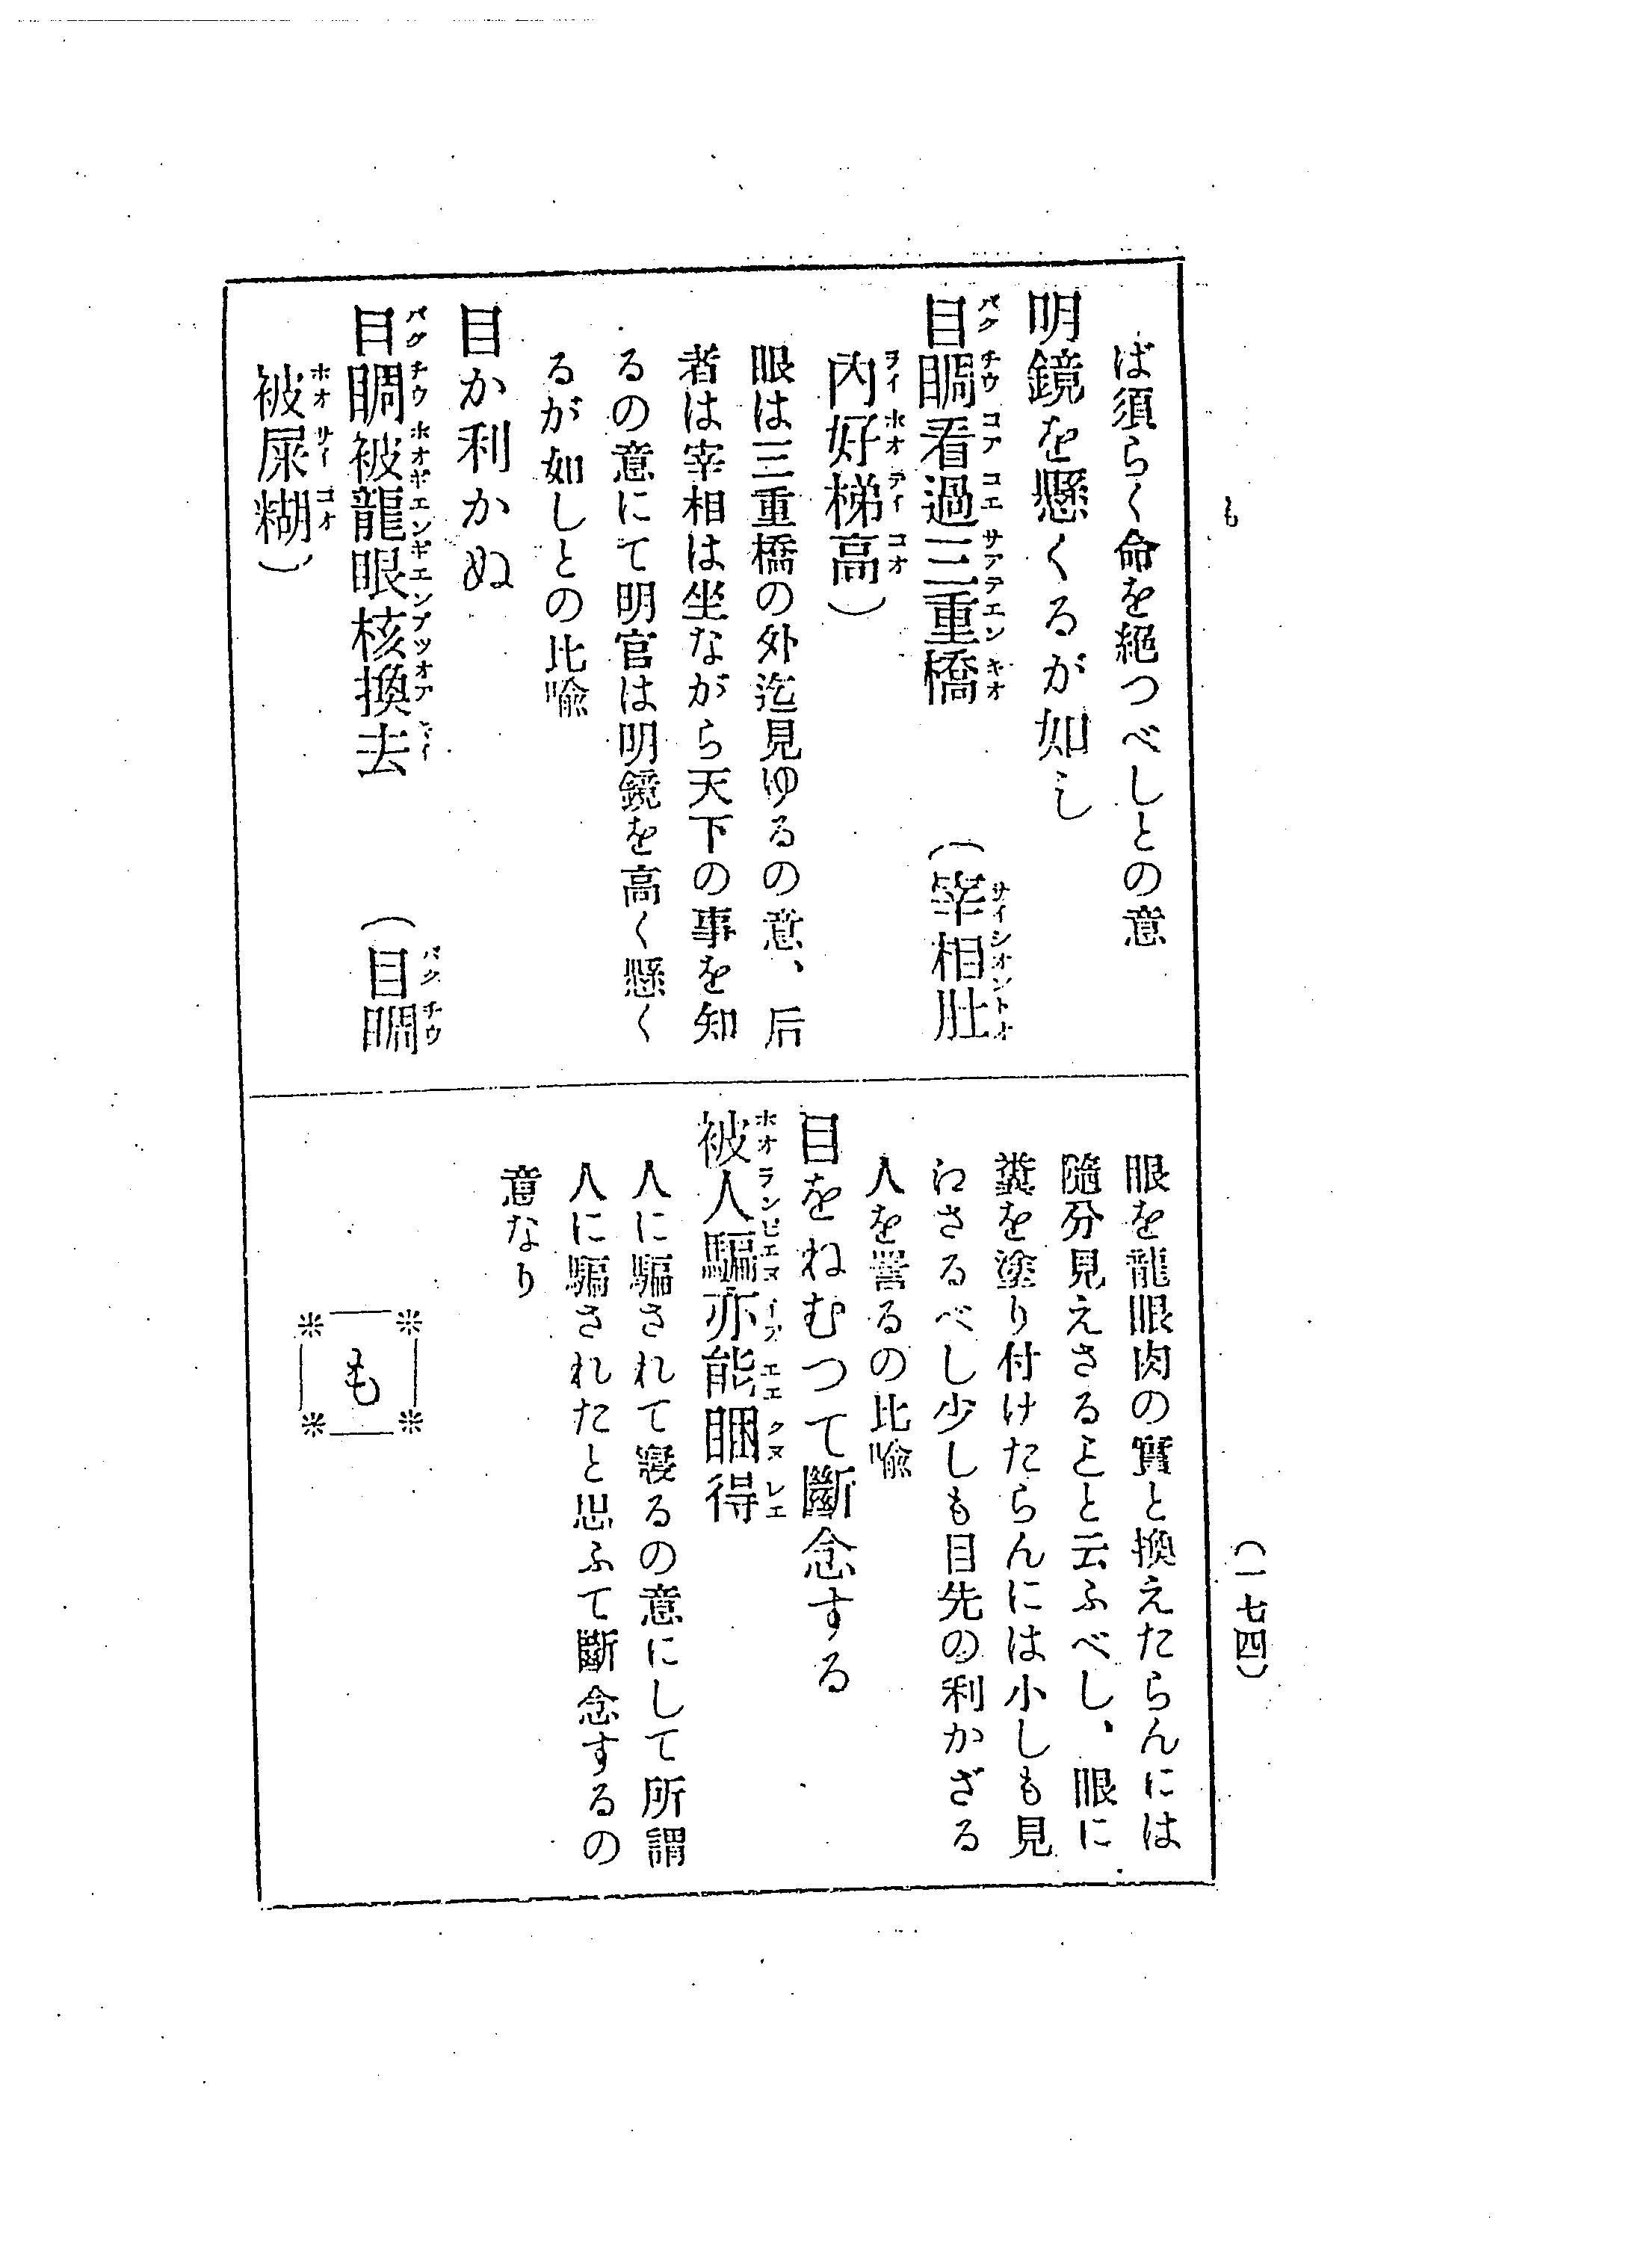 も
(一七四)
ば須らく命を絕つべしとの意
明鏡を懸くるが如し
目睭看過三重橋 (宰相肚
內好梯高)
眼は三重橋の外迄見ゆるの意、后
者は宰相は坐ながら天下の事を知
るの意にて明官は明鏡を高く懸く
るが如しとの比喩
目か利かぬ
目睭被龍眼核換去 (目睭
被屎糊)
眼を龍眼肉の實と換えたらんには
隨分見えさることと云ふべし、眼に
糞を塗り付けたらんには小しも見
わさるべし少しも目先の利かざる
人を詈るの比喩
目をねむつて斷念する
被人騙亦能睏得
人に騙されて寢るの意にして所謂
人に騙されたと思ふて斷念するの
意なり
も